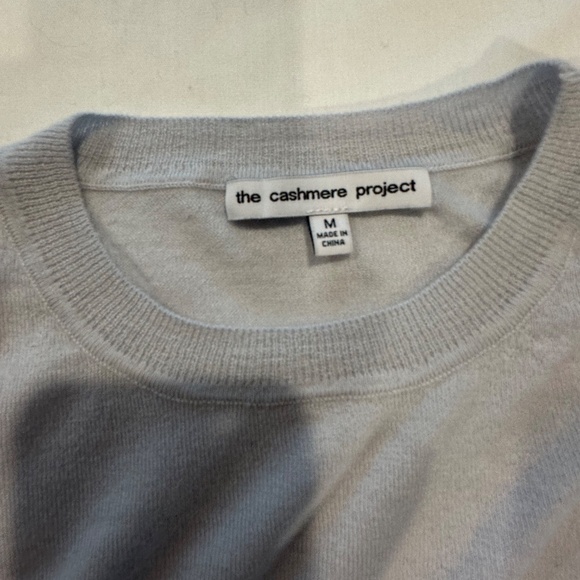 the cashmere project
M
MADE IN
CHINA